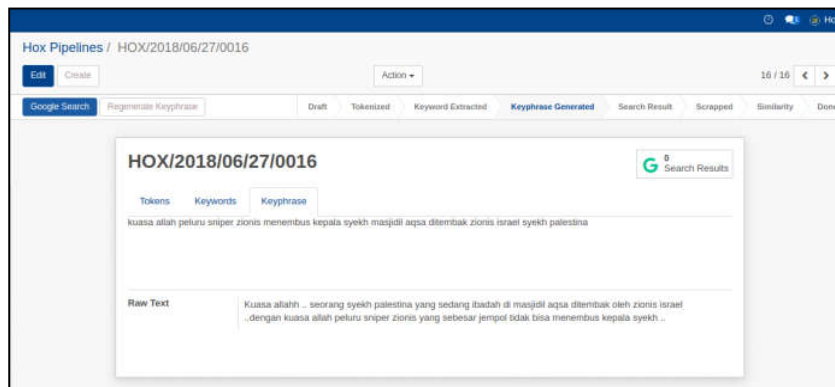 Ho
Hox Pipelines / HOX/2018/06/27/0016
Edit Create Action 16 / 16
Google Search Regenerate Keyphrase Draft Tokenized Keyword Extracted Keyphrase Generated Search Result Scrapped Similarity Done
HOX/2018/06/27/0016
0
Search Results
Tokens Keywords Keyphrase
kuasa allah peluru sniper zionis menembus kepala syekh masjidil aqsa ditembak zionis israel syekh palestina
Raw Text Kuasa allahh .. seorang syekh palestina yang sedang ibadah di masjidil aqsa ditembak oleh zionis israel
..dengan kuasa allah peluru sniper zionis yang sebesar jempol tidak bisa menembus kepala syekh ..